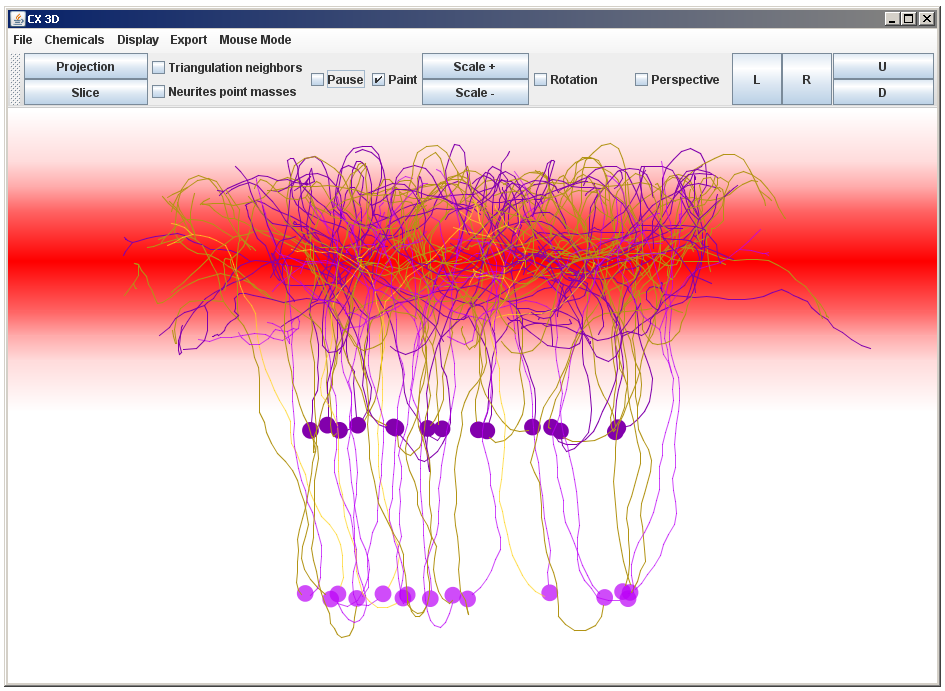 CX 3D
File Chemicals Display Export Mouse Mode
Projection
Slice
Triangulation neighbors
Neurites point masses
Pause
Paint
Scale +
Scale -
Rotation
Perspective
L
R
U
D